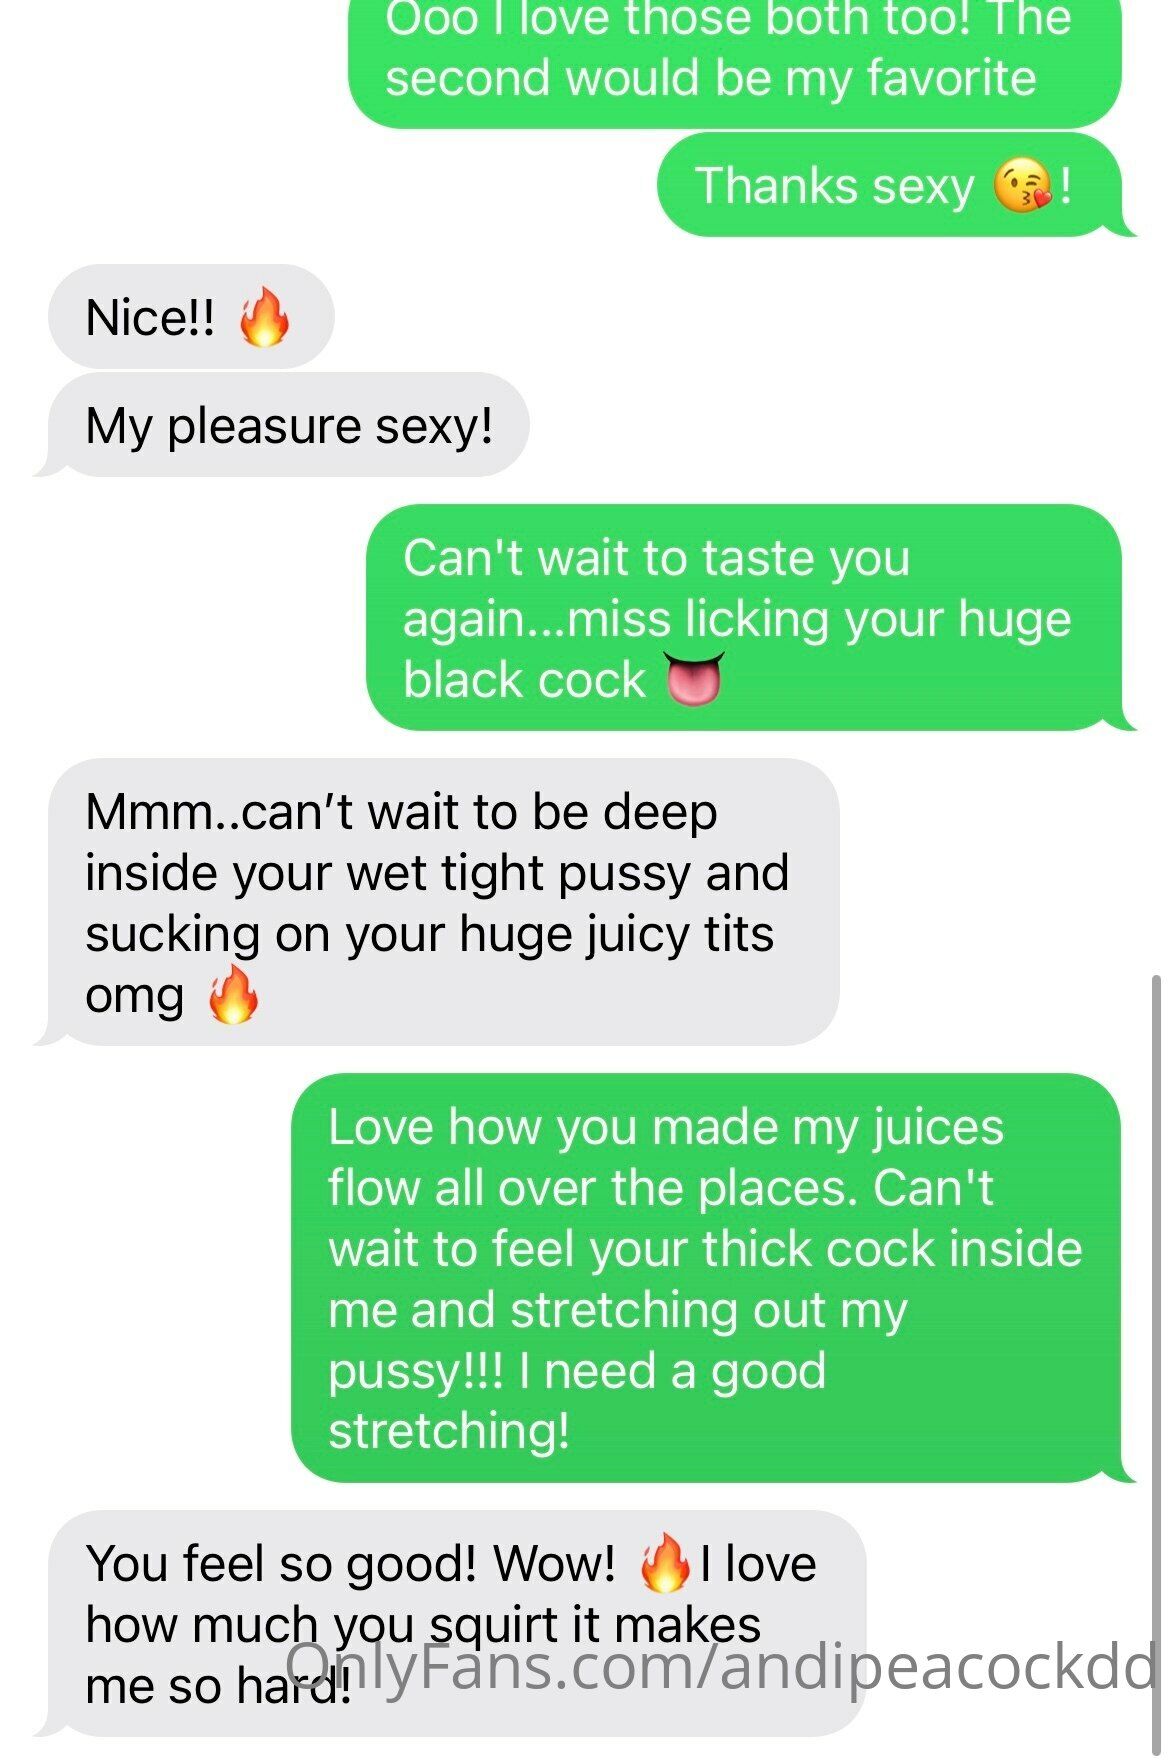 Ooo I love those both too! The
second would be my favorite
Thanks sexy 😘!
Nice!! 🔥
My pleasure sexy!
Can't wait to taste you
again...miss licking your huge
black cock 👅
Mmm..can’t wait to be deep
inside your wet tight pussy and
sucking on your huge juicy tits
omg 🔥
Love how you made my juices
flow all over the places. Can't
wait to feel your thick cock inside
me and stretching out my
pussy!!! I need a good
stretching!
You feel so good! Wow! 🔥I love
how much you squirt it makes
me so hard!
OnlyFans.com/andipeacockdd